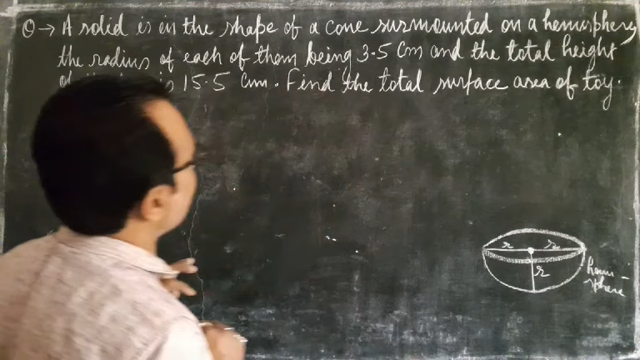 Q → A solid is in the shape of a cone surmounted on a hemisphere,
the radius of each of them being 3.5 cm and the total height
is 15.5 cm. Find the total surface area of toy.
r r
r
hemi-
sphere